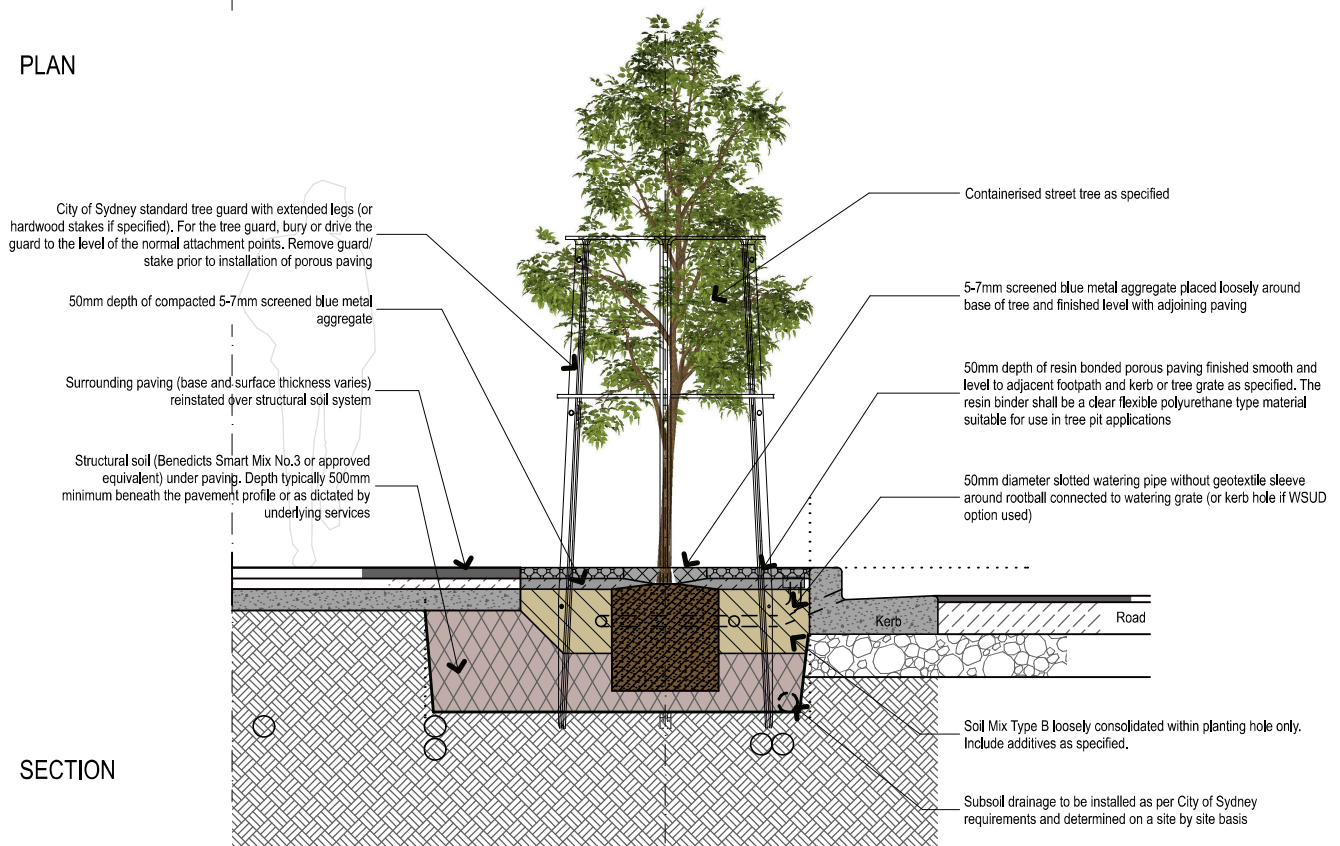 PLAN
City of Sydney standard tree guard with extended legs (or
hardwood stakes if specified). For the tree guard, bury or drive the
guard to the level of the normal attachment points. Remove guard/
stake prior to installation of porous paving
50mm depth of compacted 5-7mm screened blue metal
aggregate
Surrounding paving (base and surface thickness varies)
reinstated over structural soil system
Structural soil (Benedicts Smart Mix No.3 or approved
equivalent) under paving. Depth typically 500mm
minimum beneath the pavement profile or as dictated by
underlying services
Containerised street tree as specified
5-7mm screened blue metal aggregate placed loosely around
base of tree and finished level with adjoining paving
50mm depth of resin bonded porous paving finished smooth and
level to adjacent footpath and kerb or tree grate as specified. The
resin binder shall be a clear flexible polyurethane type material
suitable for use in tree pit applications
50mm diameter slotted watering pipe without geotextile sleeve
around rootball connected to watering grate (or kerb hole if WSUD
option used)
Kerb
Road
Soil Mix Type B loosely consolidated within planting hole only.
Include additives as specified.
Subsoil drainage to be installed as per City of Sydney
requirements and determined on a site by site basis
SECTION